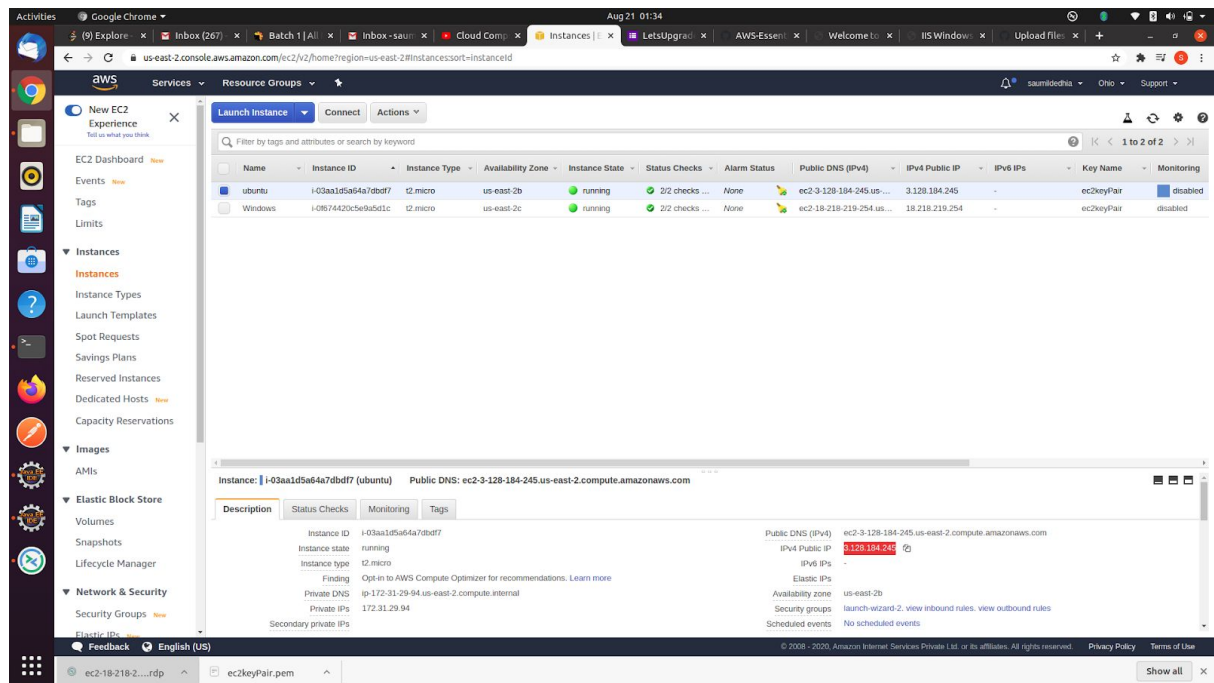 Activities Google Chrome Aug 21 01:34
(9) Explore - Inbox (267) - Batch 1 | All Inbox - saum Cloud Comp Instances | E LetsUpgrad AWS-Essent Welcome to IIS Windows Upload files
us-east-2.console.aws.amazon.com/ec2/v2/home?region=us-east-2#Instances:sort=instanceId
aws Services Resource Groups saumildedhia Ohio Support
New EC2
Experience
Tell us what you think
EC2 Dashboard New
Events New
Tags
Limits
Instances
Instances
Instance Types
Launch Templates
Spot Requests
Savings Plans
Reserved Instances
Dedicated Hosts New
Capacity Reservations
Images
AMIs
Elastic Block Store
Volumes
Snapshots
Lifecycle Manager
Network & Security
Security Groups New
Elastic IPs New
Launch Instance Connect Actions
Filter by tags and attributes or search by keyword 1 to 2 of 2
Name Instance ID Instance Type Availability Zone Instance State Status Checks Alarm Status Public DNS (IPv4) IPv4 Public IP IPv6 IPs Key Name Monitoring
ubuntu i-03aa1d5a64a7dbdf7 t2.micro us-east-2b running 2/2 checks ... None ec2-3-128-184-245.us-... 3.128.184.245 - ec2keyPair disabled
Windows i-0f674420c5e9a5d1c t2.micro us-east-2c running 2/2 checks ... None ec2-18-218-219-254.us... 18.218.219.254 - ec2keyPair disabled
Instance: i-03aa1d5a64a7dbdf7 (ubuntu) Public DNS: ec2-3-128-184-245.us-east-2.compute.amazonaws.com
Description Status Checks Monitoring Tags
Instance ID i-03aa1d5a64a7dbdf7 Public DNS (IPv4) ec2-3-128-184-245.us-east-2.compute.amazonaws.com
Instance state running IPv4 Public IP 3.128.184.245
Instance type t2.micro IPv6 IPs -
Finding Opt-in to AWS Compute Optimizer for recommendations. Learn more Elastic IPs
Private DNS ip-172-31-29-94.us-east-2.compute.internal Availability zone us-east-2b
Private IPs 172.31.29.94 Security groups launch-wizard-2. view inbound rules. view outbound rules
Secondary private IPs Scheduled events No scheduled events
Feedback English (US) © 2008 - 2020, Amazon Internet Services Private Ltd. or its affiliates. All rights reserved. Privacy Policy Terms of Use
ec2-18-218-2....rdp ec2keyPair.pem Show all